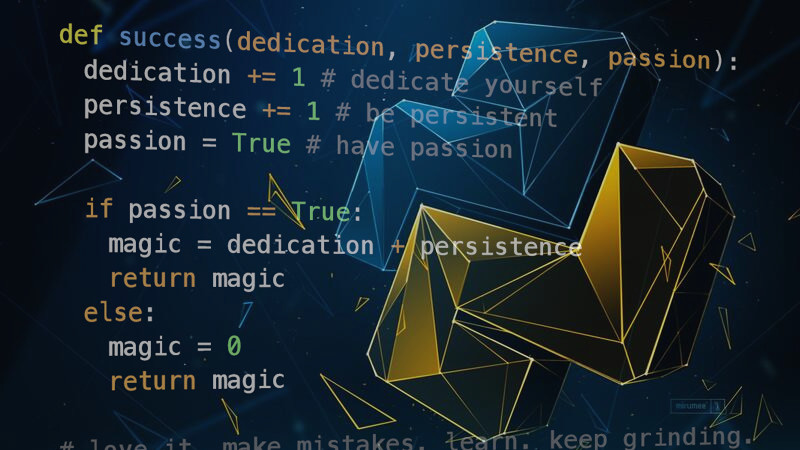 def success(dedication, persistence, passion):
dedication += 1 # dedicate yourself
persistence += 1 # be persistent
passion = True # have passion
if passion == True:
magic = dedication + persistence
return magic
else:
magic = 0
return magic
# love it, make mistakes, learn, keep grinding.